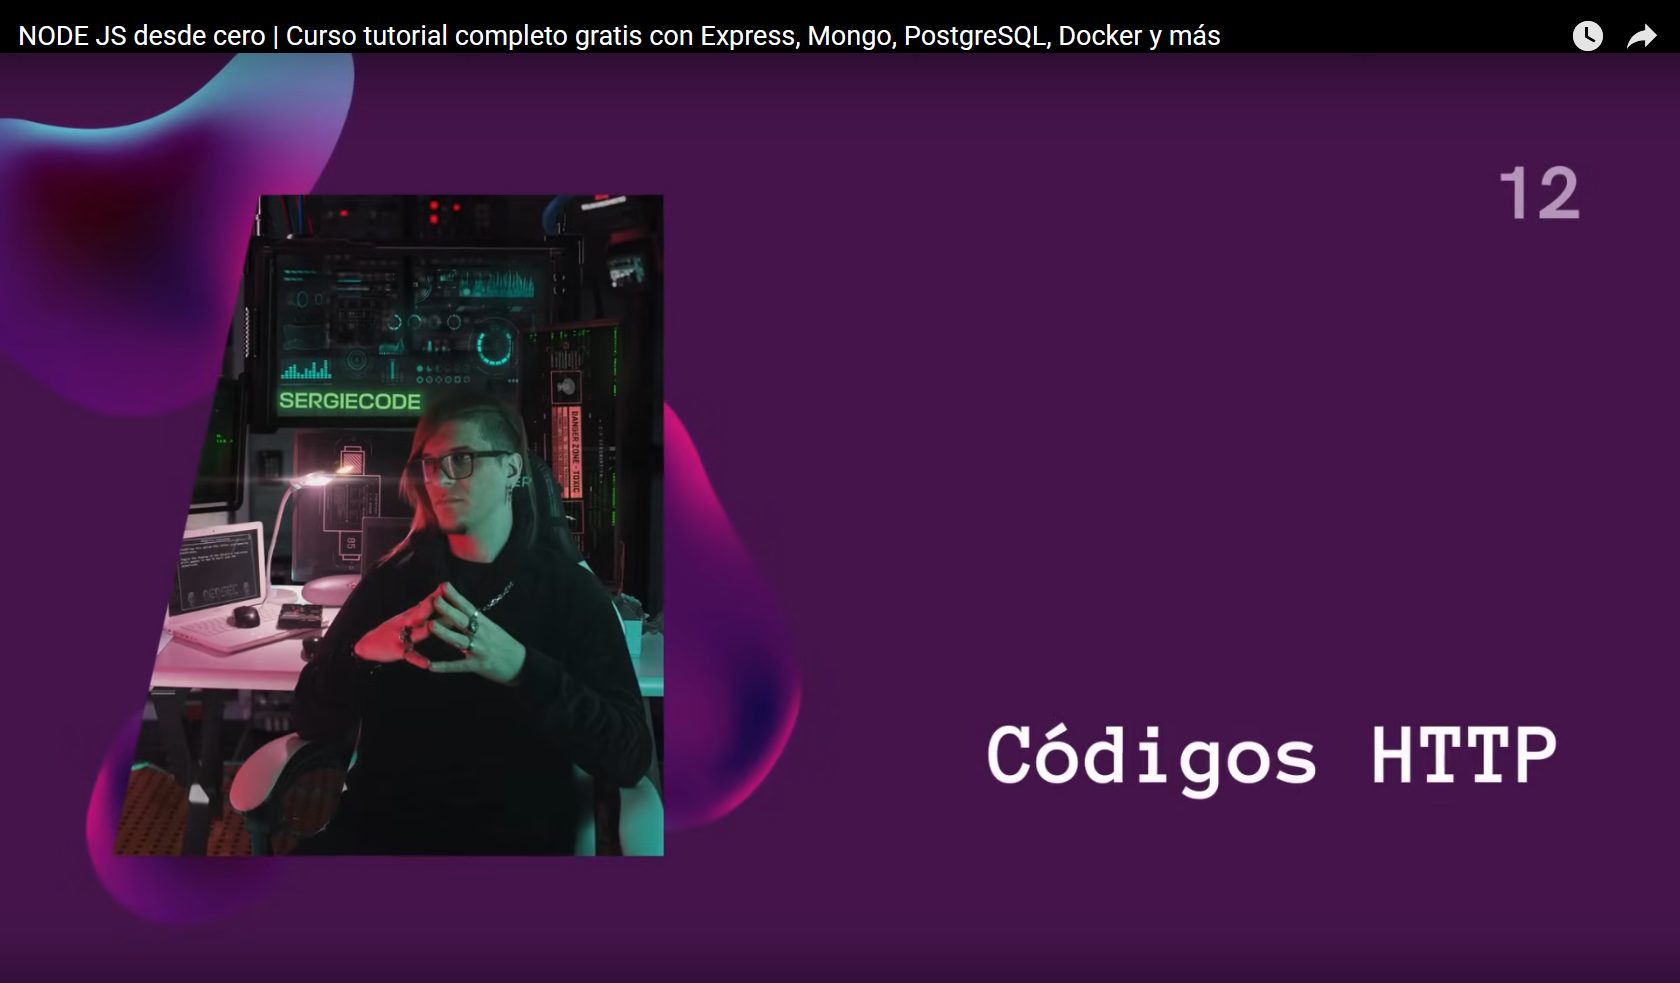 NODE JS desde cero | Curso tutorial completo gratis con Express, Mongo, PostgreSQL, Docker y más
12
SERGIECODE
DANGER ZONE - TOXIC
85
Códigos HTTP